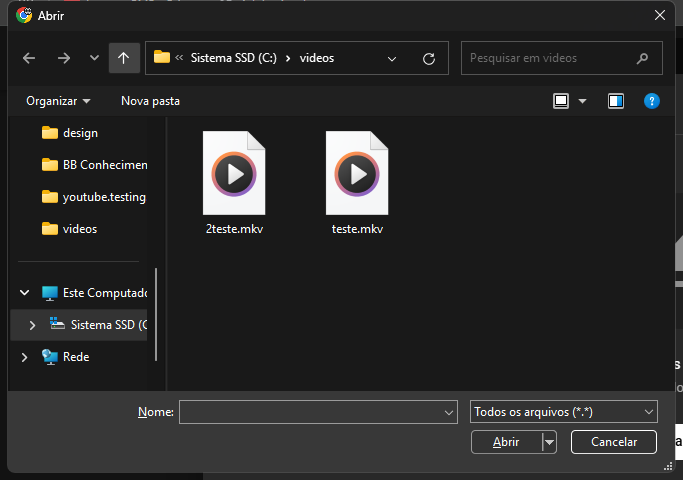 Abrir
Sistema SSD (C:) videos
Pesquisar em videos
Organizar Nova pasta
design
BB Conhecimen
youtube.testing
videos
Este Computado
Sistema SSD (C
Rede
2teste.mkv teste.mkv
Nome: Todos os arquivos (*.*)
Abrir Cancelar